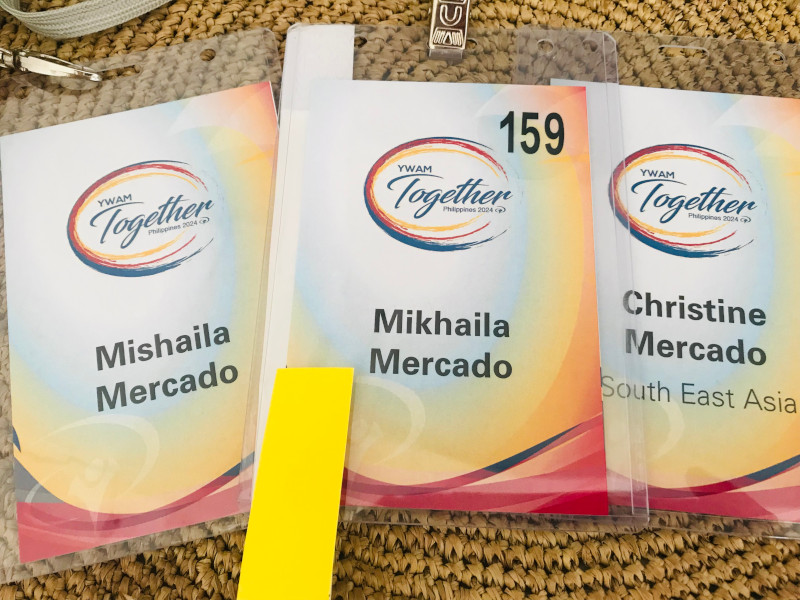 YWAM
Together
Philippines 2024
Mishaila
Mercado
159
YWAM
Together
Philippines 2024
Mikhaila
Mercado
YWAM
Together
Philippines 2024
Christine
Mercado
South East Asia